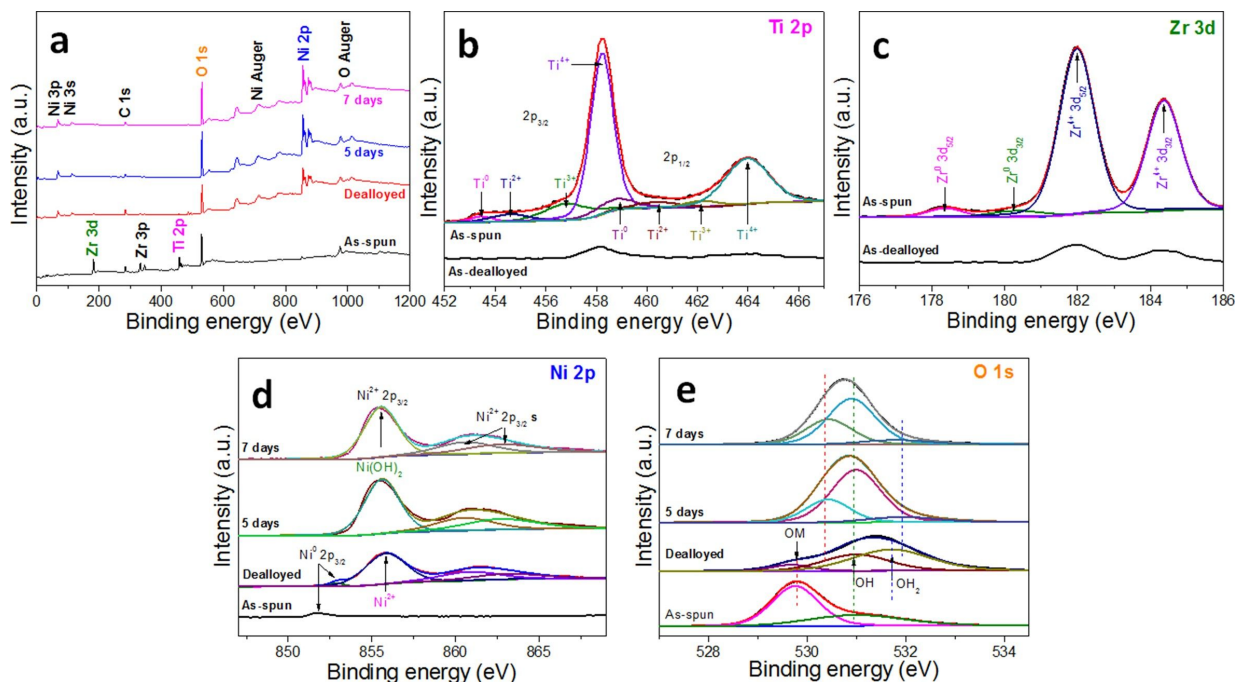 a
Intensity (a.u.)
Ni 3p
Ni 3s
C 1s
O 1s
Ni Auger
Ni 2p
O Auger
7 days
5 days
Dealloyed
Zr 3d
Zr 3p
Ti 2p
As-spun
0 200 400 600 800 1000 1200
Binding energy (eV)
b
Ti 2p
Intensity (a.u.)
Ti⁴⁺
2p₃/₂
2p₁/₂
Ti⁰
Ti²⁺
Ti³⁺
As-spun
Ti⁰
Ti²⁺
Ti³⁺
Ti⁴⁺
As-dealloyed
452 454 456 458 460 462 464 466
Binding energy (eV)
c
Zr 3d
Intensity (a.u.)
Zr⁰ 3d₅/₂
Zr⁰ 3d₃/₂
Zr⁴⁺ 3d₅/₂
Zr⁴⁺ 3d₃/₂
As-spun
As-dealloyed
176 178 180 182 184 186
Binding energy (eV)
d
Ni 2p
Intensity (a.u.)
Ni²⁺ 2p₃/₂
Ni²⁺ 2p₃/₂ s
7 days
Ni(OH)₂
5 days
Ni⁰ 2p₃/₂
Dealloyed
Ni²⁺
As-spun
850 855 860 865
Binding energy (eV)
e
O 1s
Intensity (a.u.)
7 days
5 days
OM
Dealloyed
OH
OH₂
As-spun
528 530 532 534
Binding energy (eV)